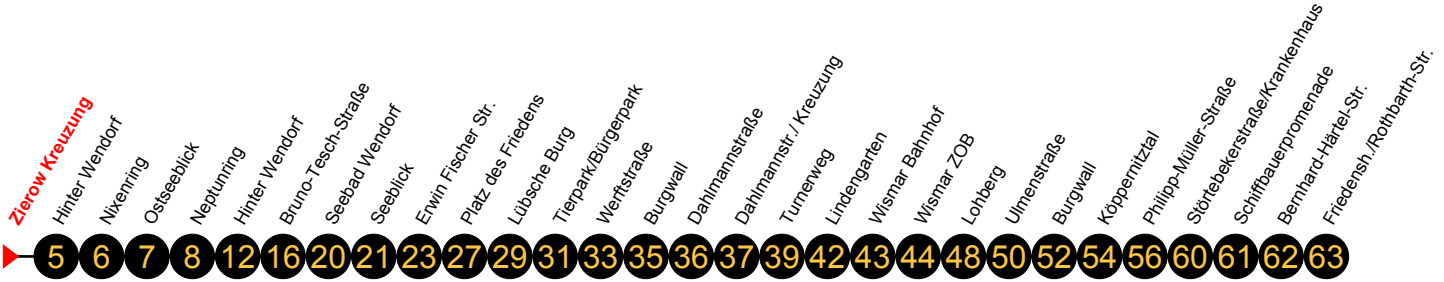 Zierow Kreuzung
Hinter Wendorf
Nixenring
Ostseeblick
Neptunring
Hinter Wendorf
Bruno-Tesch-Straße
Seebad Wendorf
Seeblick
Erwin Fischer Str.
Platz des Friedens
Lübsche Burg
Tierpark/Bürgerpark
Werftstraße
Burgwall
Dahlmannstraße
Dahlmannstr./ Kreuzung
Turnerweg
Lindengarten
Wismar Bahnhof
Wismar ZOB
Lohberg
Ulmenstraße
Burgwall
Köppernitztal
Philipp-Müller-Straße
Störtebekerstraße/Krankenhaus
Schiffbauerpromenade
Bernhard-Härtel-Str.
Friedensh./Rothbarth-Str.
5 6 7 8 12 16 20 21 23 27 29 31 33 35 36 37 39 42 43 44 48 50 52 54 56 60 61 62 63